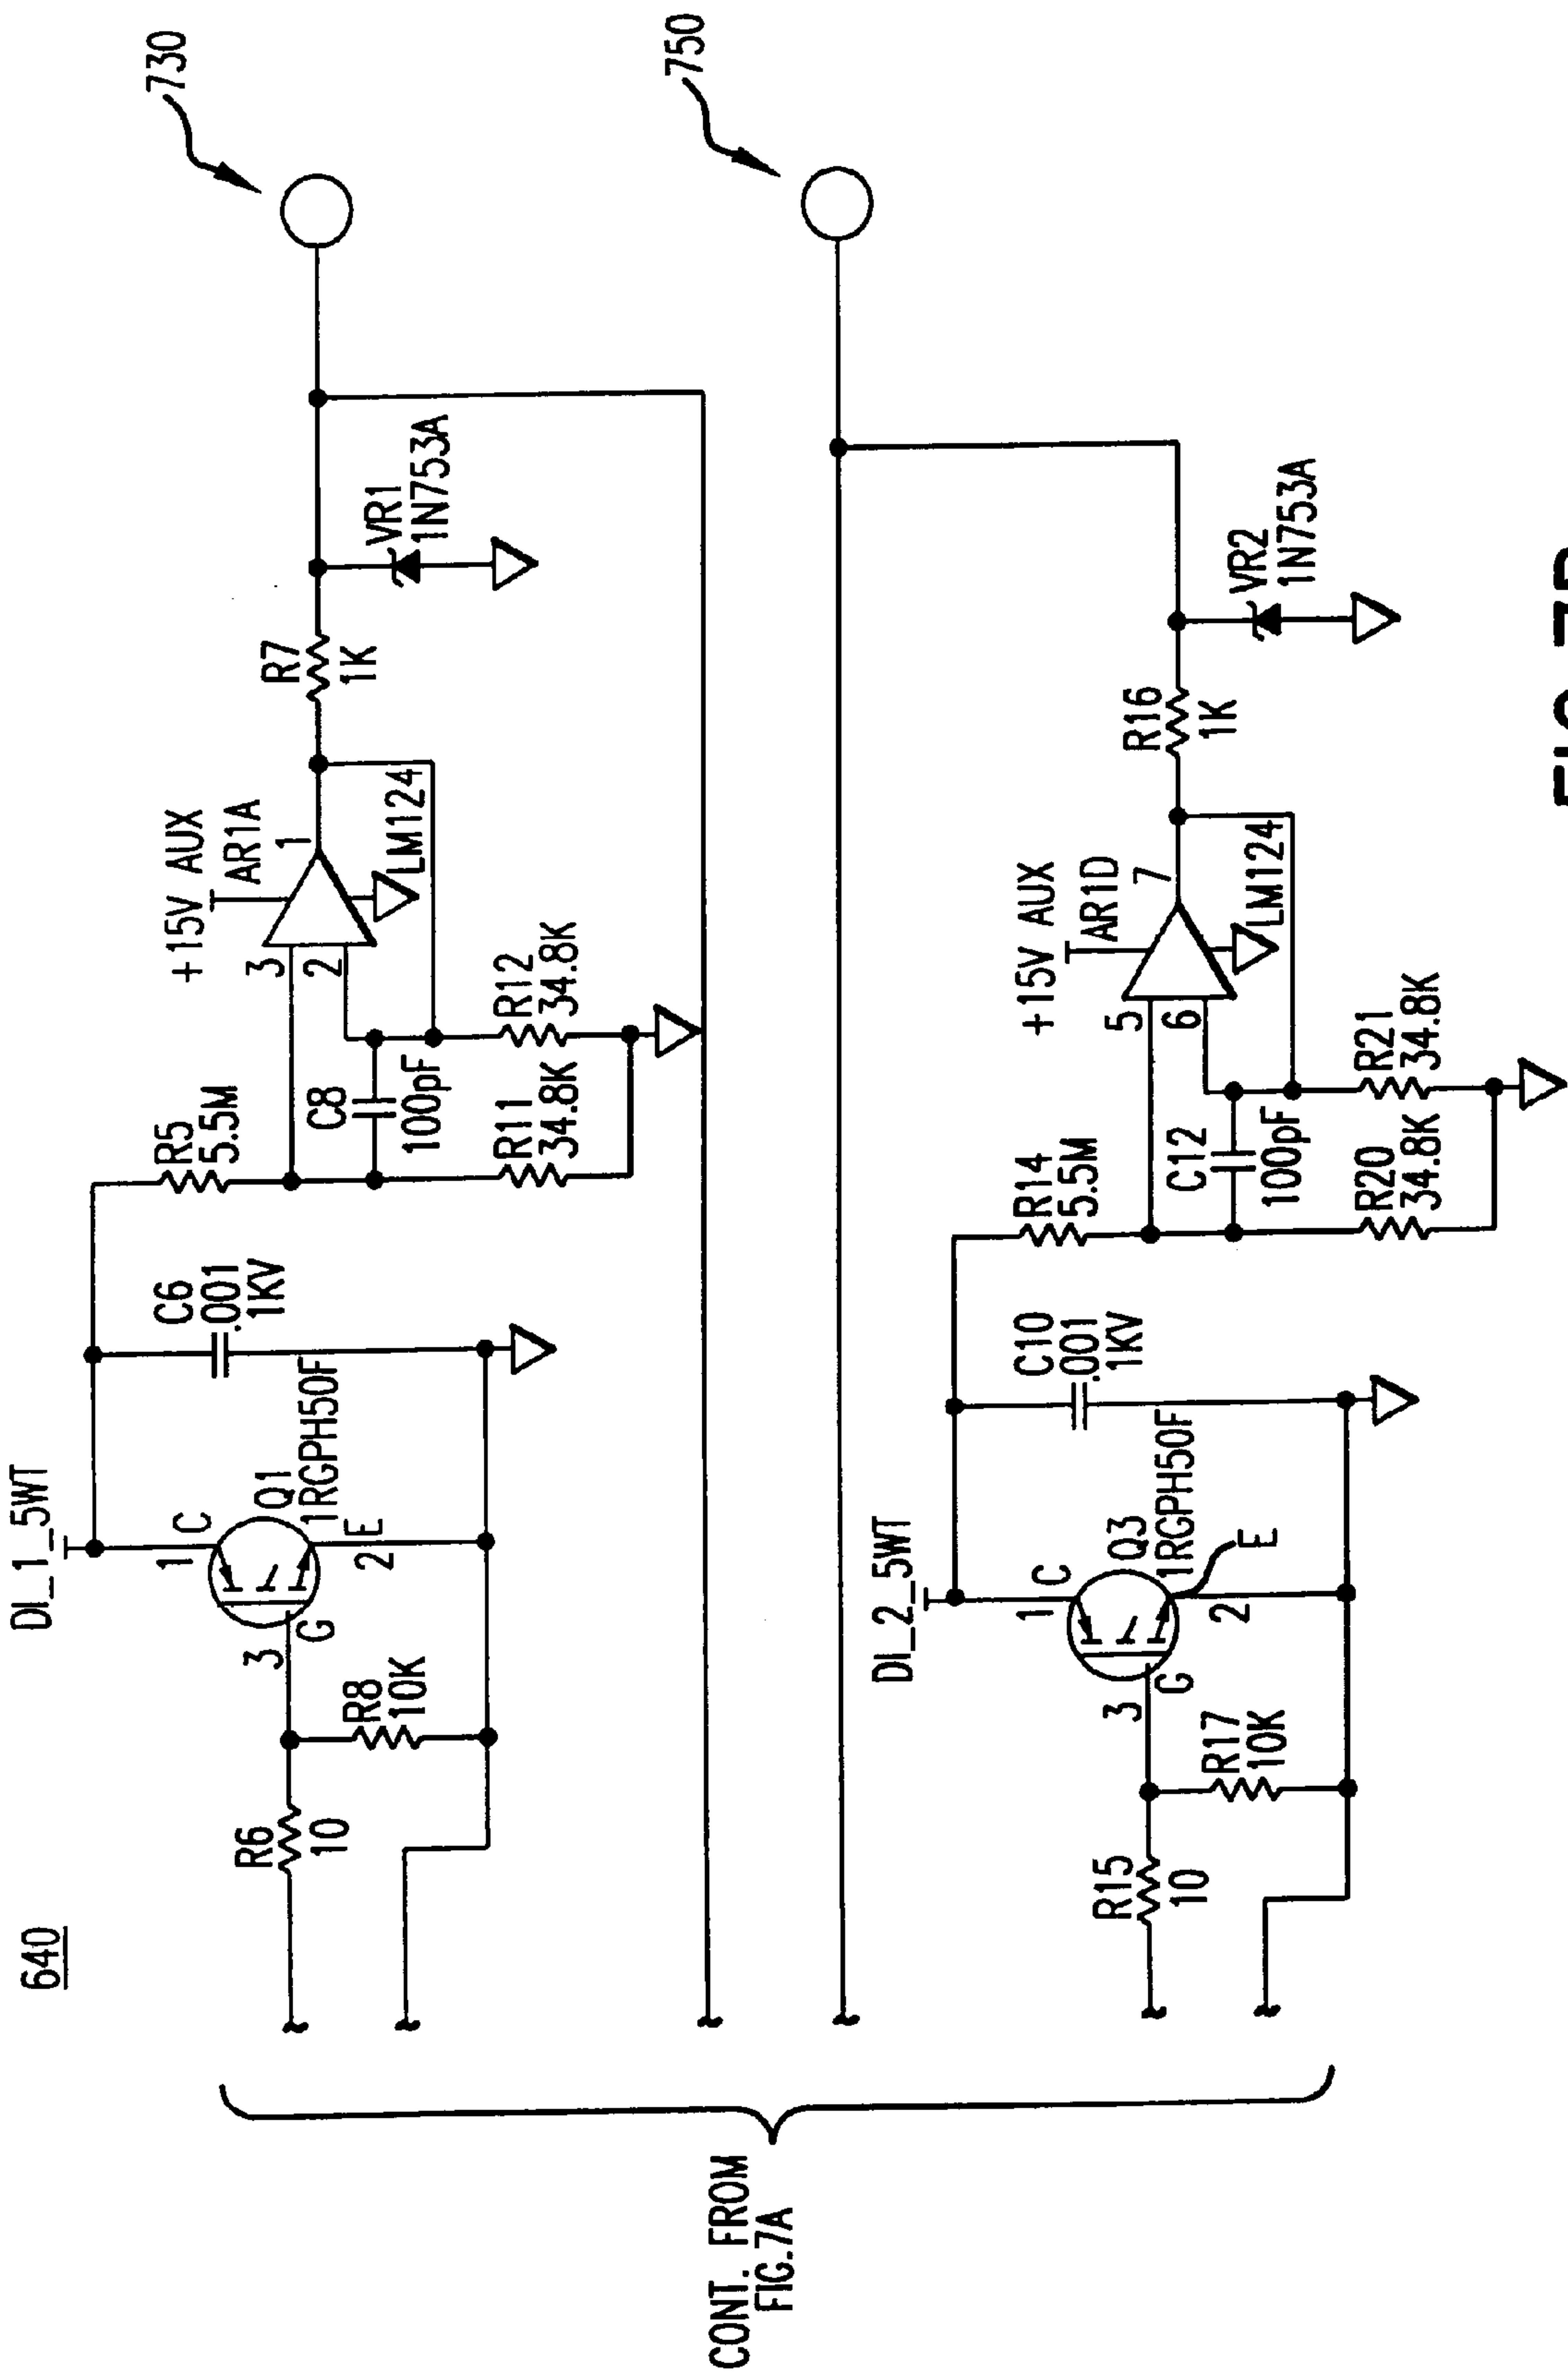 640
DI_1_5WT
R6
10
R8
10K
3
G
1
C
Q1
1RGPH50F
2
E
C6
.001
1KV
R5
5.5M
C8
100pF
R11
34.8K
R12
34.8K
3
2
+15V AUX
AR1A
1
LM124
R7
1K
VR1
1N753A
730
750
CONT. FROM
FIG.7A
DI_2_5WT
R15
10
R17
10K
3
G
1
C
Q3
1RGPH50F
2
E
C10
.001
1KV
R14
5.5M
C12
100pF
R20
34.8K
R21
34.8K
5
6
+15V AUX
AR1D
7
LM124
R16
1K
VR2
1N753A